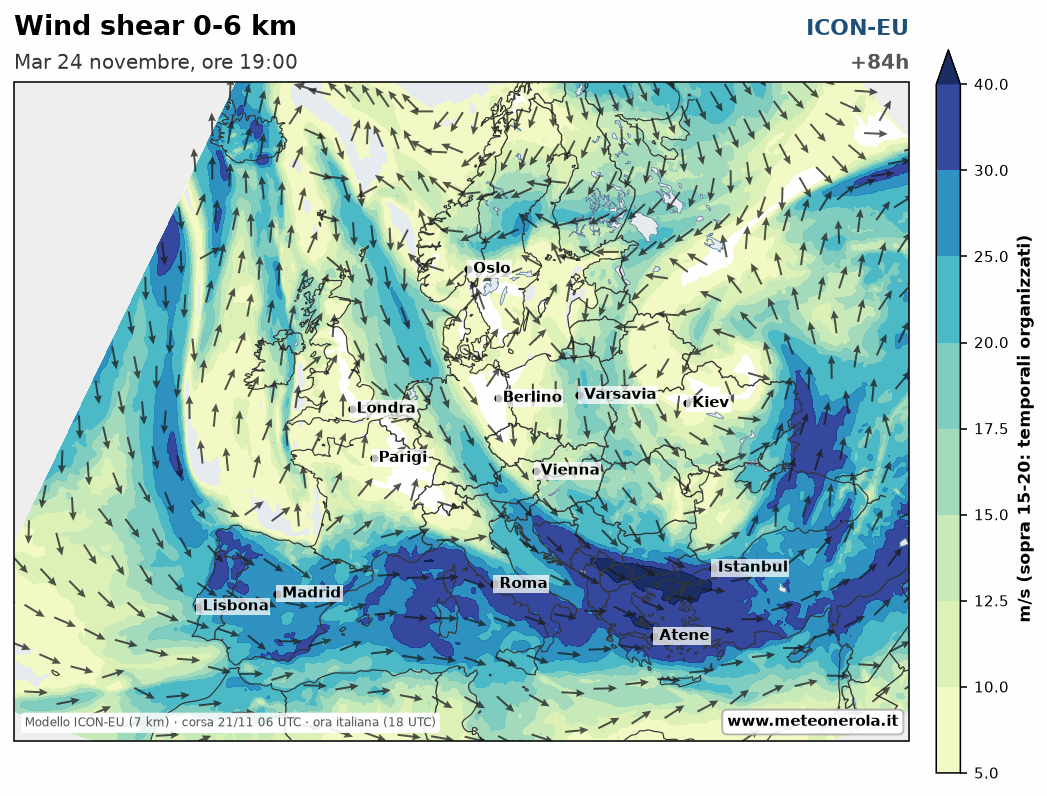 Wind shear 0-6 km
ICON-EU
Mar 24 novembre, ore 19:00
+84h
40.0
30.0
25.0
20.0
17.5
15.0
12.5
10.0
5.0
m/s (sopra 15-20: temporali organizzati)
Oslo
Berlino
Varsavia
Kiev
Londra
Parigi
Vienna
Istanbul
Roma
Madrid
Lisbona
Atene
Modello ICON-EU (7 km) · corsa 21/11 06 UTC · ora italiana (18 UTC)
www.meteonerola.it